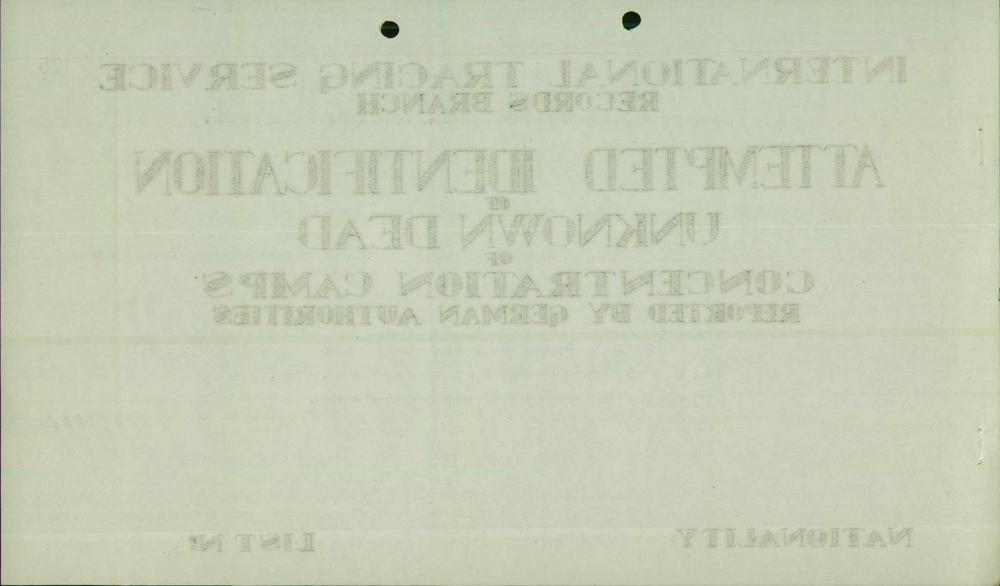 INTERNATIONAL TRACING SERVICE
RECORDS BRANCH
ATTEMPTED IDENTIFICATION
OF
UNKNOWN DEAD
OF
CONCENTRATION CAMPS
REPORTED BY GERMAN AUTHORITIES
NATIONALITY: LIST Nº